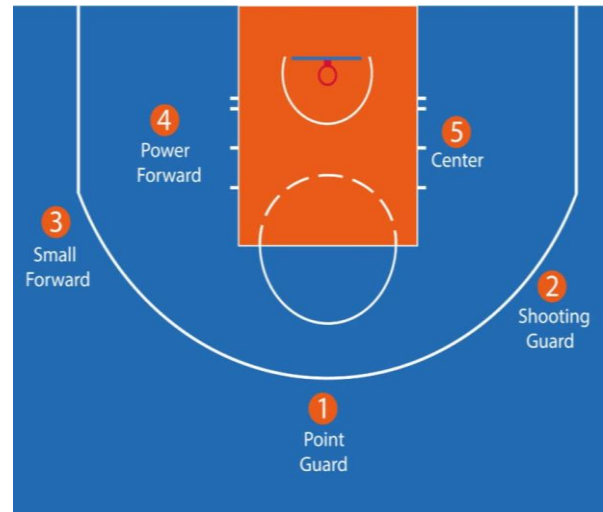 4
Power
Forward
5
Center
3
Small
Forward
2
Shooting
Guard
1
Point
Guard